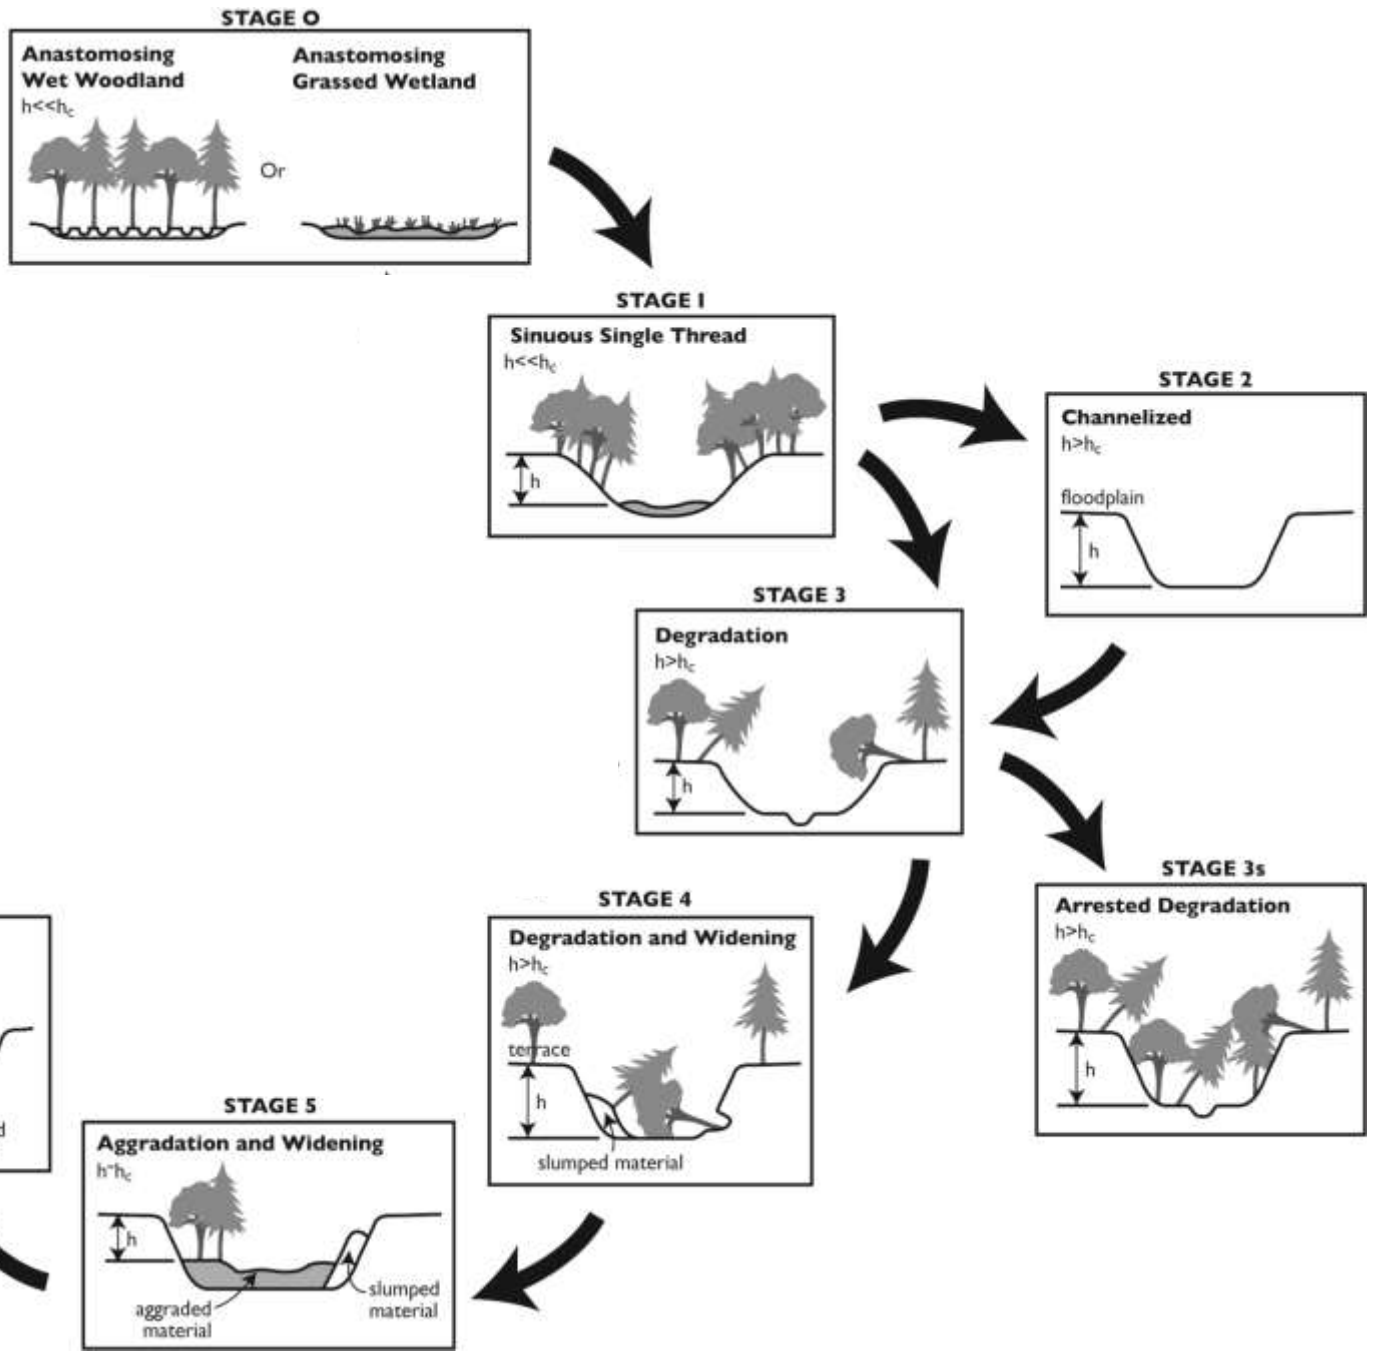 STAGE 0
Anastomosing
Wet Woodland
h<<hc
Or
Anastomosing
Grassed Wetland
STAGE 1
Sinuous Single Thread
h<<hc
h
STAGE 2
Channelized
h>hc
floodplain
h
STAGE 3
Degradation
h>hc
h
STAGE 3s
Arrested Degradation
h>hc
h
STAGE 4
Degradation and Widening
h>hc
terrace
h
slumped material
STAGE 5
Aggradation and Widening
h~hc
h
aggraded
material
slumped
material